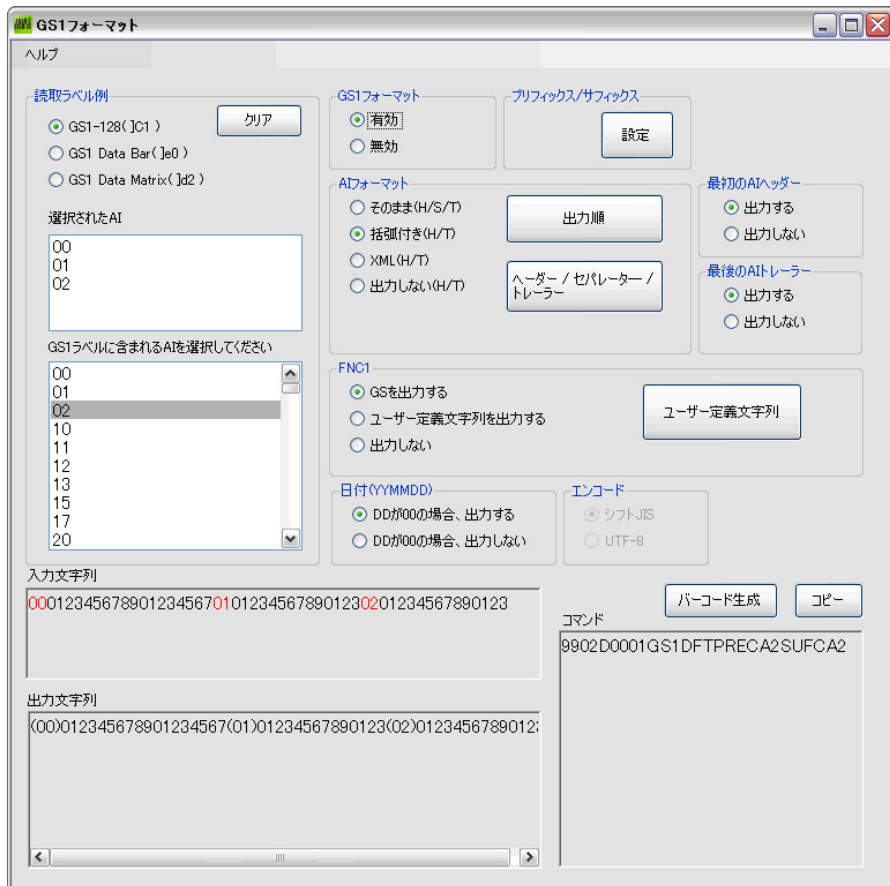 GS1フォーマット
ヘルプ
読取ラベル例
GS1-128(]C1 )
クリア
GS1 Data Bar(]e0 )
GS1 Data Matrix(]d2 )
選択されたAI
00
01
02
GS1ラベルに含まれるAIを選択してください
00
01
02
10
11
12
13
15
17
20
GS1フォーマット
有効
無効
プリフィックス/サフィックス
設定
AIフォーマット
そのまま(H/S/T)
括弧付き(H/T)
XML(H/T)
出力しない(H/T)
出力順
ヘーダー / セパレーター /
トレーラー
最初のAIヘッダー
出力する
出力しない
最後のAIトレーラー
出力する
出力しない
FNC1
GSを出力する
ユーザー定義文字列を出力する
出力しない
ユーザー定義文字列
日付(YYMMDD)
DDが00の場合、出力する
DDが00の場合、出力しない
エンコード
シフトJIS
UTF-8
入力文字列
0001234567890123456701012345678901230201234567890123
バーコード生成
コピー
コマンド
9902D0001GS1DFTPRECA2SUFCA2
出力文字列
(00)012345678901234567(01)01234567890123(02)0123456789012